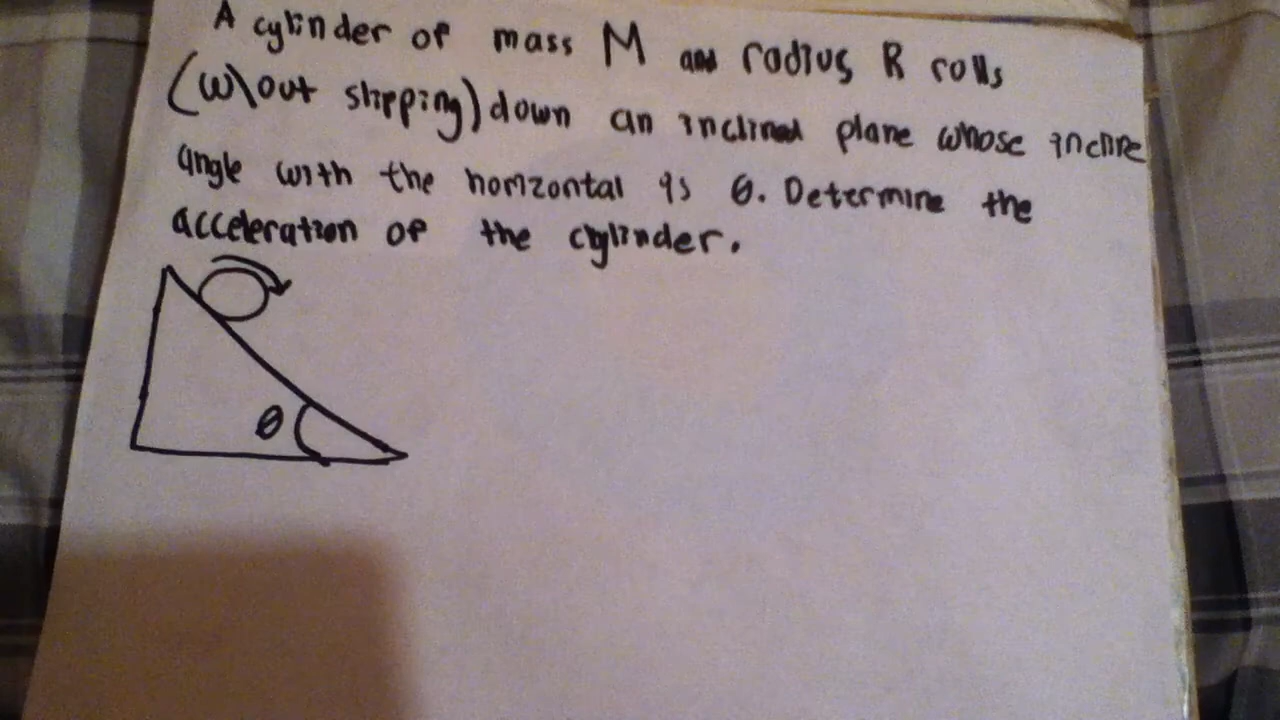 A cylinder of mass M and radius R rolls
(w\out slipping) down an inclined plane whose incline
angle with the horizontal is θ. Determine the
acceleration of the cylinder.
θ